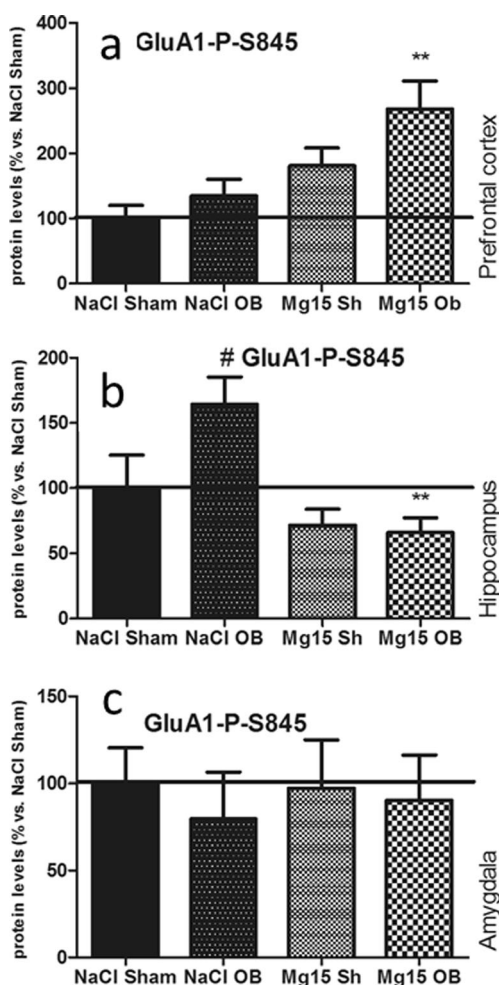 a GluA1-P-S845
**
400
300
200
100
0
protein levels (% vs. NaCl Sham)
NaCl Sham NaCl OB Mg15 Sh Mg15 Ob
Prefrontal cortex
b # GluA1-P-S845
**
200
150
100
50
0
protein levels (% vs. NaCl Sham)
NaCl Sham NaCl OB Mg15 Sh Mg15 OB
Hippocampus
c
GluA1-P-S845
150
100
50
0
protein levels (% vs. NaCl Sham)
NaCl Sham NaCl OB Mg15 Sh Mg15 OB
Amygdala